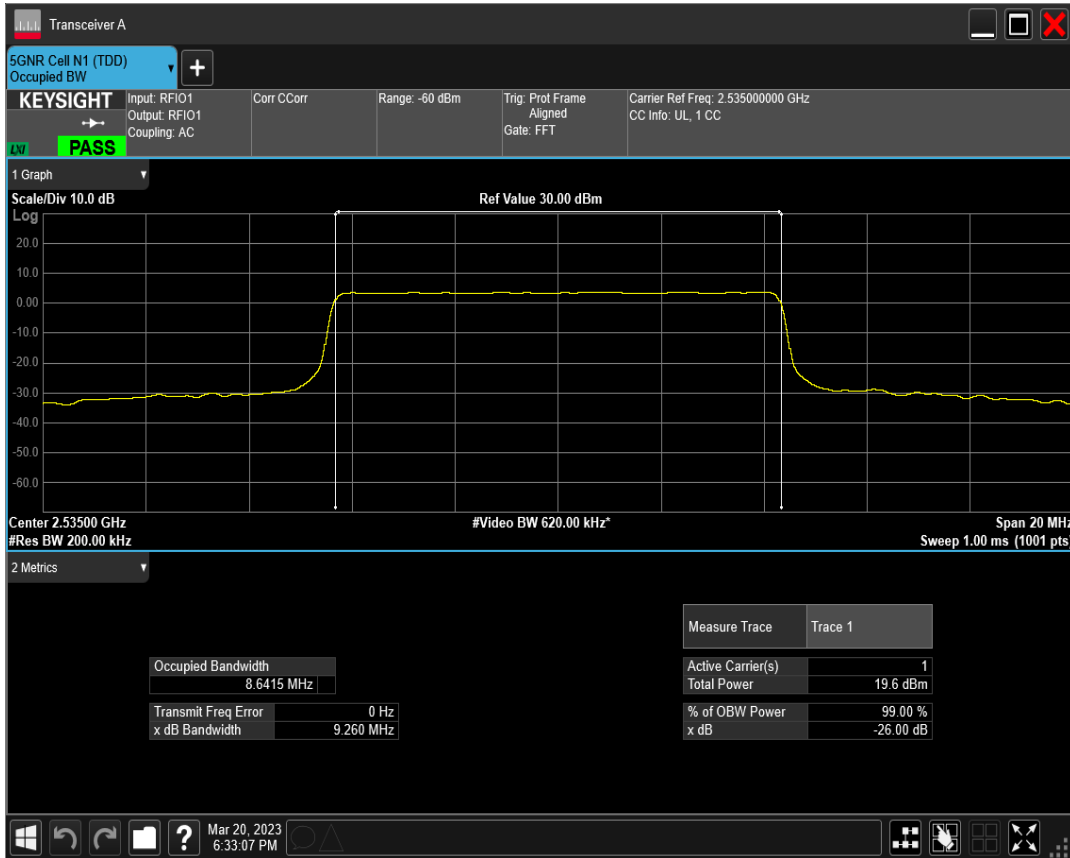 Transceiver A
5GNR Cell N1 (TDD)
Occupied BW
+
KEYSIGHT
LXI
PASS
Input: RFIO1
Output: RFIO1
Coupling: AC
Corr CCorr
Range: -60 dBm
Trig: Prot Frame
Aligned
Gate: FFT
Carrier Ref Freq: 2.535000000 GHz
CC Info: UL, 1 CC
1 Graph
Scale/Div 10.0 dB
Ref Value 30.00 dBm
Log
20.0
10.0
0.00
-10.0
-20.0
-30.0
-40.0
-50.0
-60.0
Center 2.53500 GHz
#Video BW 620.00 kHz*
Span 20 MHz
#Res BW 200.00 kHz
Sweep 1.00 ms (1001 pts)
2 Metrics
Measure Trace Trace 1
Occupied Bandwidth
8.6415 MHz
Active Carrier(s) 1
Total Power 19.6 dBm
Transmit Freq Error 0 Hz
x dB Bandwidth 9.260 MHz
% of OBW Power 99.00 %
x dB -26.00 dB
?
Mar 20, 2023
6:33:07 PM